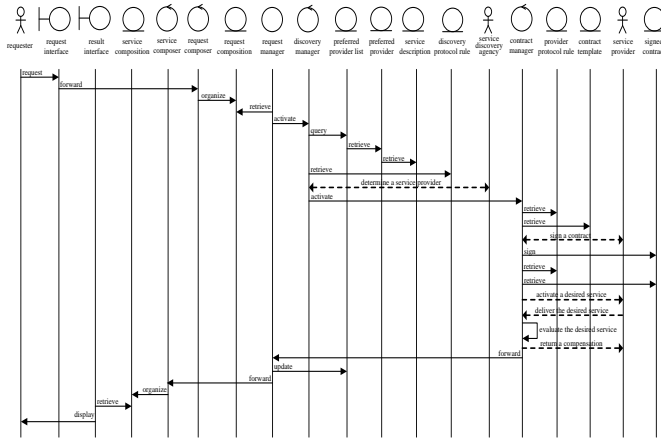 requester
request
interface
result
interface
service
composition
service
composer
request
composer
request
composition
request
manager
discovery
manager
preferred
provider list
preferred
provider
service
description
discovery
protocol rule
service
discovery
agency
contract
manager
provider
protocol rule
contract
template
service
provider
signed
contract
request
forward
organize
retrieve
activate
query
retrieve
retrieve
retrieve
determine a service provider
activate
retrieve
retrieve
sign a contract
sign
retrieve
retrieve
activate a desired service
deliver the desired service
evaluate the desired service
return a compensation
forward
update
forward
organize
retrieve
display